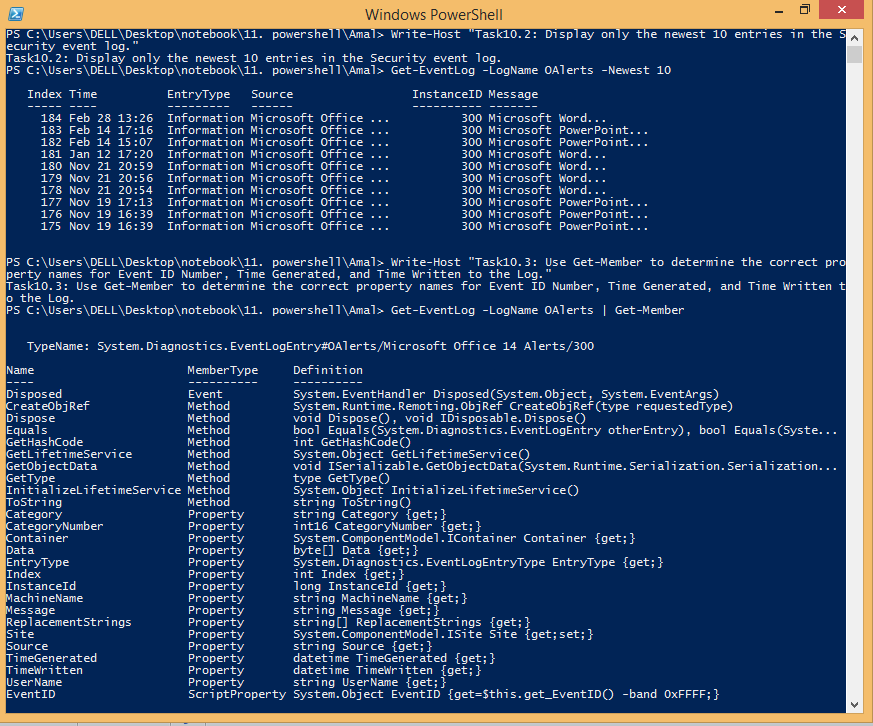 Windows PowerShell
PS C:\Users\DELL\Desktop\notebook\11. powershell\Amal> Write-Host "Task10.2: Display only the newest 10 entries in the S
ecurity event log."
Task10.2: Display only the newest 10 entries in the Security event log.
PS C:\Users\DELL\Desktop\notebook\11. powershell\Amal> Get-EventLog -LogName OAlerts -Newest 10
Index Time EntryType Source InstanceID Message
----- ---- --------- ------ ---------- -------
184 Feb 28 13:26 Information Microsoft Office ... 300 Microsoft Word...
183 Feb 14 17:16 Information Microsoft Office ... 300 Microsoft PowerPoint...
182 Feb 14 15:07 Information Microsoft Office ... 300 Microsoft PowerPoint...
181 Jan 12 17:20 Information Microsoft Office ... 300 Microsoft Word...
180 Nov 21 20:59 Information Microsoft Office ... 300 Microsoft Word...
179 Nov 21 20:56 Information Microsoft Office ... 300 Microsoft Word...
178 Nov 21 20:54 Information Microsoft Office ... 300 Microsoft Word...
177 Nov 19 17:13 Information Microsoft Office ... 300 Microsoft PowerPoint...
176 Nov 19 16:39 Information Microsoft Office ... 300 Microsoft PowerPoint...
175 Nov 19 16:39 Information Microsoft Office ... 300 Microsoft PowerPoint...
PS C:\Users\DELL\Desktop\notebook\11. powershell\Amal> Write-Host "Task10.3: Use Get-Member to determine the correct pro
perty names for Event ID Number, Time Generated, and Time Written to the Log."
Task10.3: Use Get-Member to determine the correct property names for Event ID Number, Time Generated, and Time Written t
o the Log.
PS C:\Users\DELL\Desktop\notebook\11. powershell\Amal> Get-EventLog -LogName OAlerts | Get-Member
TypeName: System.Diagnostics.EventLogEntry#OAlerts/Microsoft Office 14 Alerts/300
Name MemberType Definition
---- ---------- ----------
Disposed Event System.EventHandler Disposed(System.Object, System.EventArgs)
CreateObjRef Method System.Runtime.Remoting.ObjRef CreateObjRef(type requestedType)
Dispose Method void Dispose(), void IDisposable.Dispose()
Equals Method bool Equals(System.Diagnostics.EventLogEntry otherEntry), bool Equals(Syste...
GetHashCode Method int GetHashCode()
GetLifetimeService Method System.Object GetLifetimeService()
GetObjectData Method void ISerializable.GetObjectData(System.Runtime.Serialization.Serialization...
GetType Method type GetType()
InitializeLifetimeService Method System.Object InitializeLifetimeService()
ToString Method string ToString()
Category Property string Category {get;}
CategoryNumber Property int16 CategoryNumber {get;}
Container Property System.ComponentModel.IContainer Container {get;}
Data Property byte[] Data {get;}
EntryType Property System.Diagnostics.EventLogEntryType EntryType {get;}
Index Property int Index {get;}
InstanceId Property long InstanceId {get;}
MachineName Property string MachineName {get;}
Message Property string Message {get;}
ReplacementStrings Property string[] ReplacementStrings {get;}
Site Property System.ComponentModel.ISite Site {get;set;}
Source Property string Source {get;}
TimeGenerated Property datetime TimeGenerated {get;}
TimeWritten Property datetime TimeWritten {get;}
UserName Property string UserName {get;}
EventID ScriptProperty System.Object EventID {get=$this.get_EventID() -band 0xFFFF;}